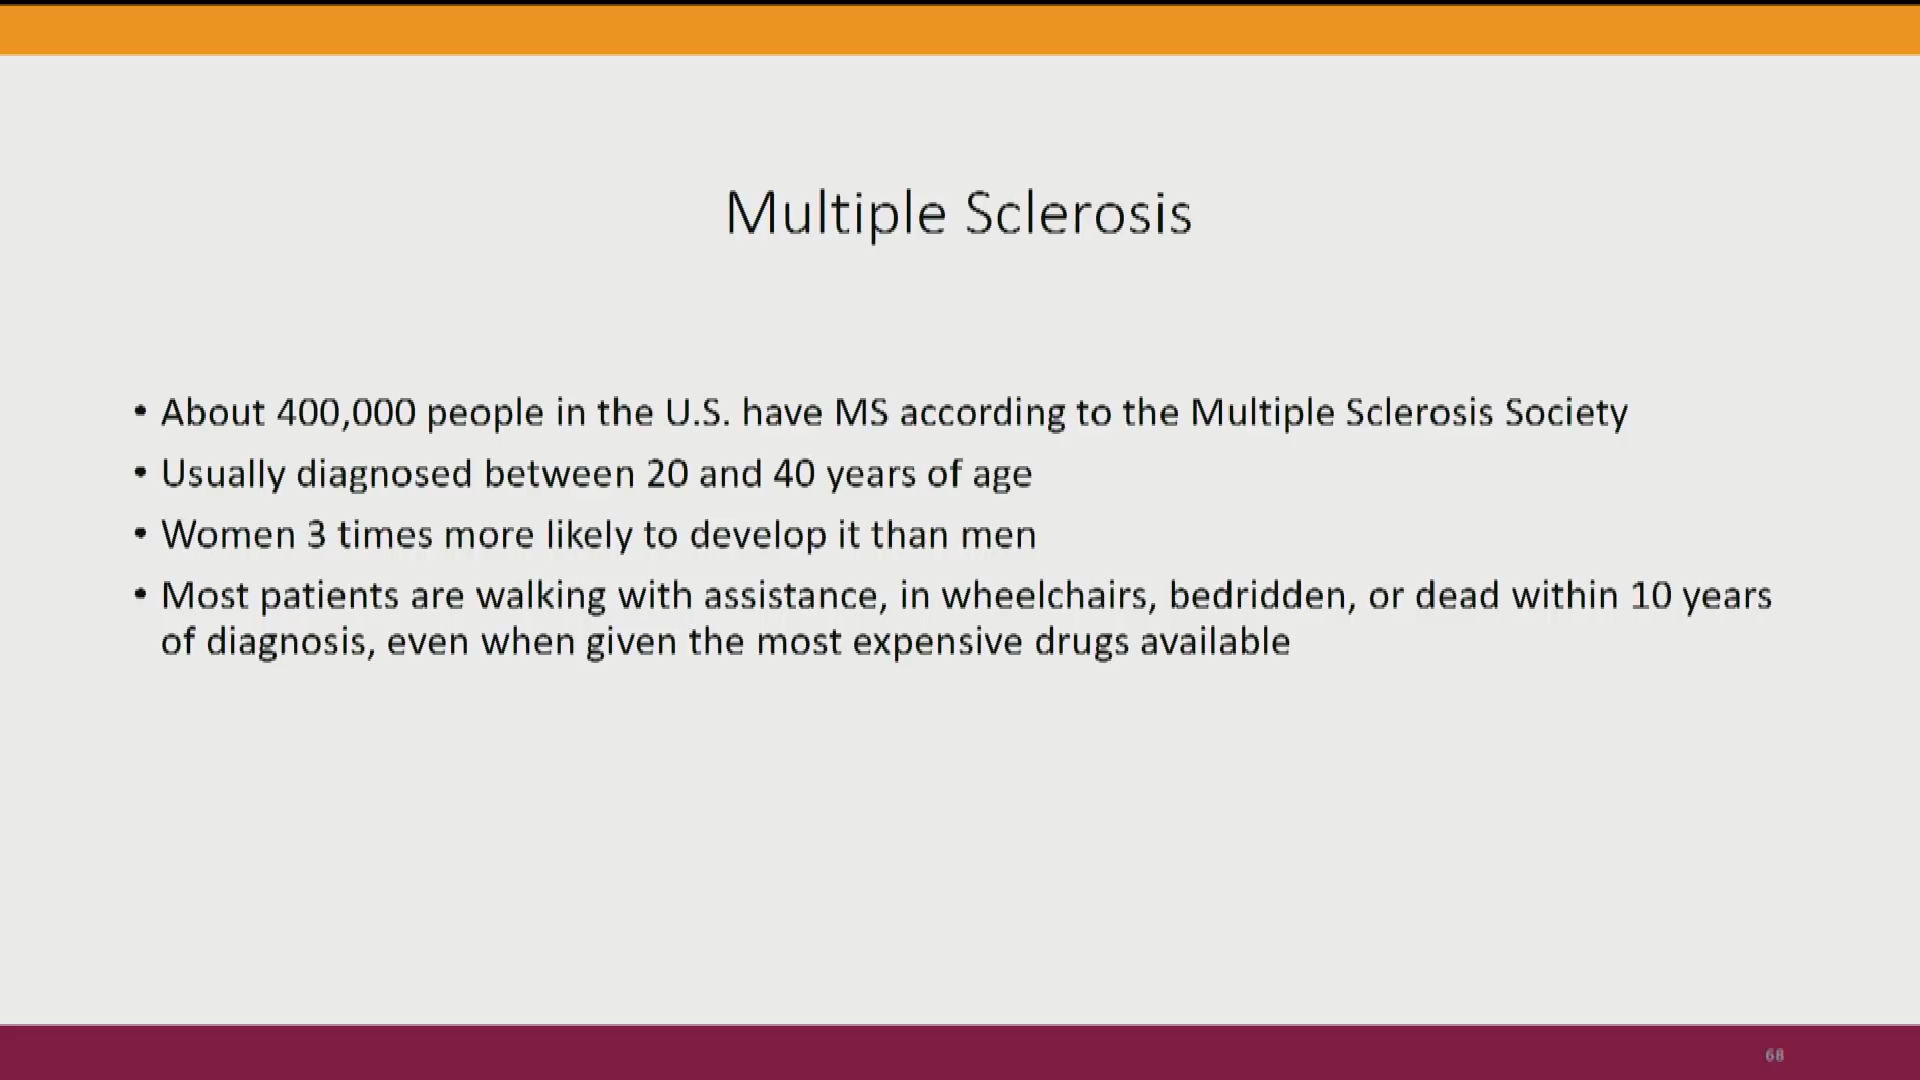 Multiple Sclerosis
• About 400,000 people in the U.S. have MS according to the Multiple Sclerosis Society
• Usually diagnosed between 20 and 40 years of age
• Women 3 times more likely to develop it than men
• Most patients are walking with assistance, in wheelchairs, bedridden, or dead within 10 years
of diagnosis, even when given the most expensive drugs available
68